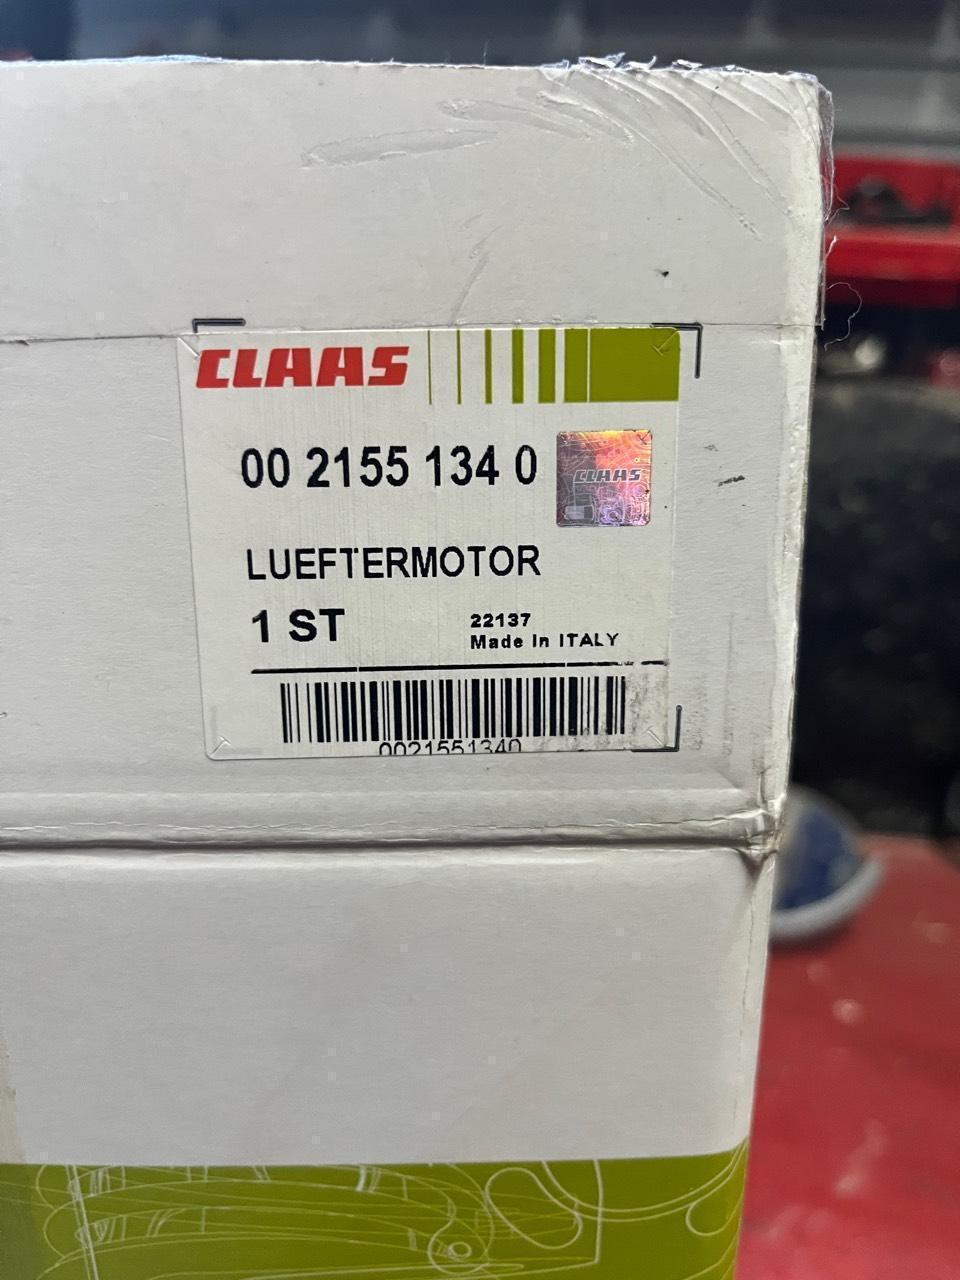 CLAAS
00 2155 134 0
CLAAS
LUEFTERMOTOR
1 ST
22137
Made in ITALY
0021551340